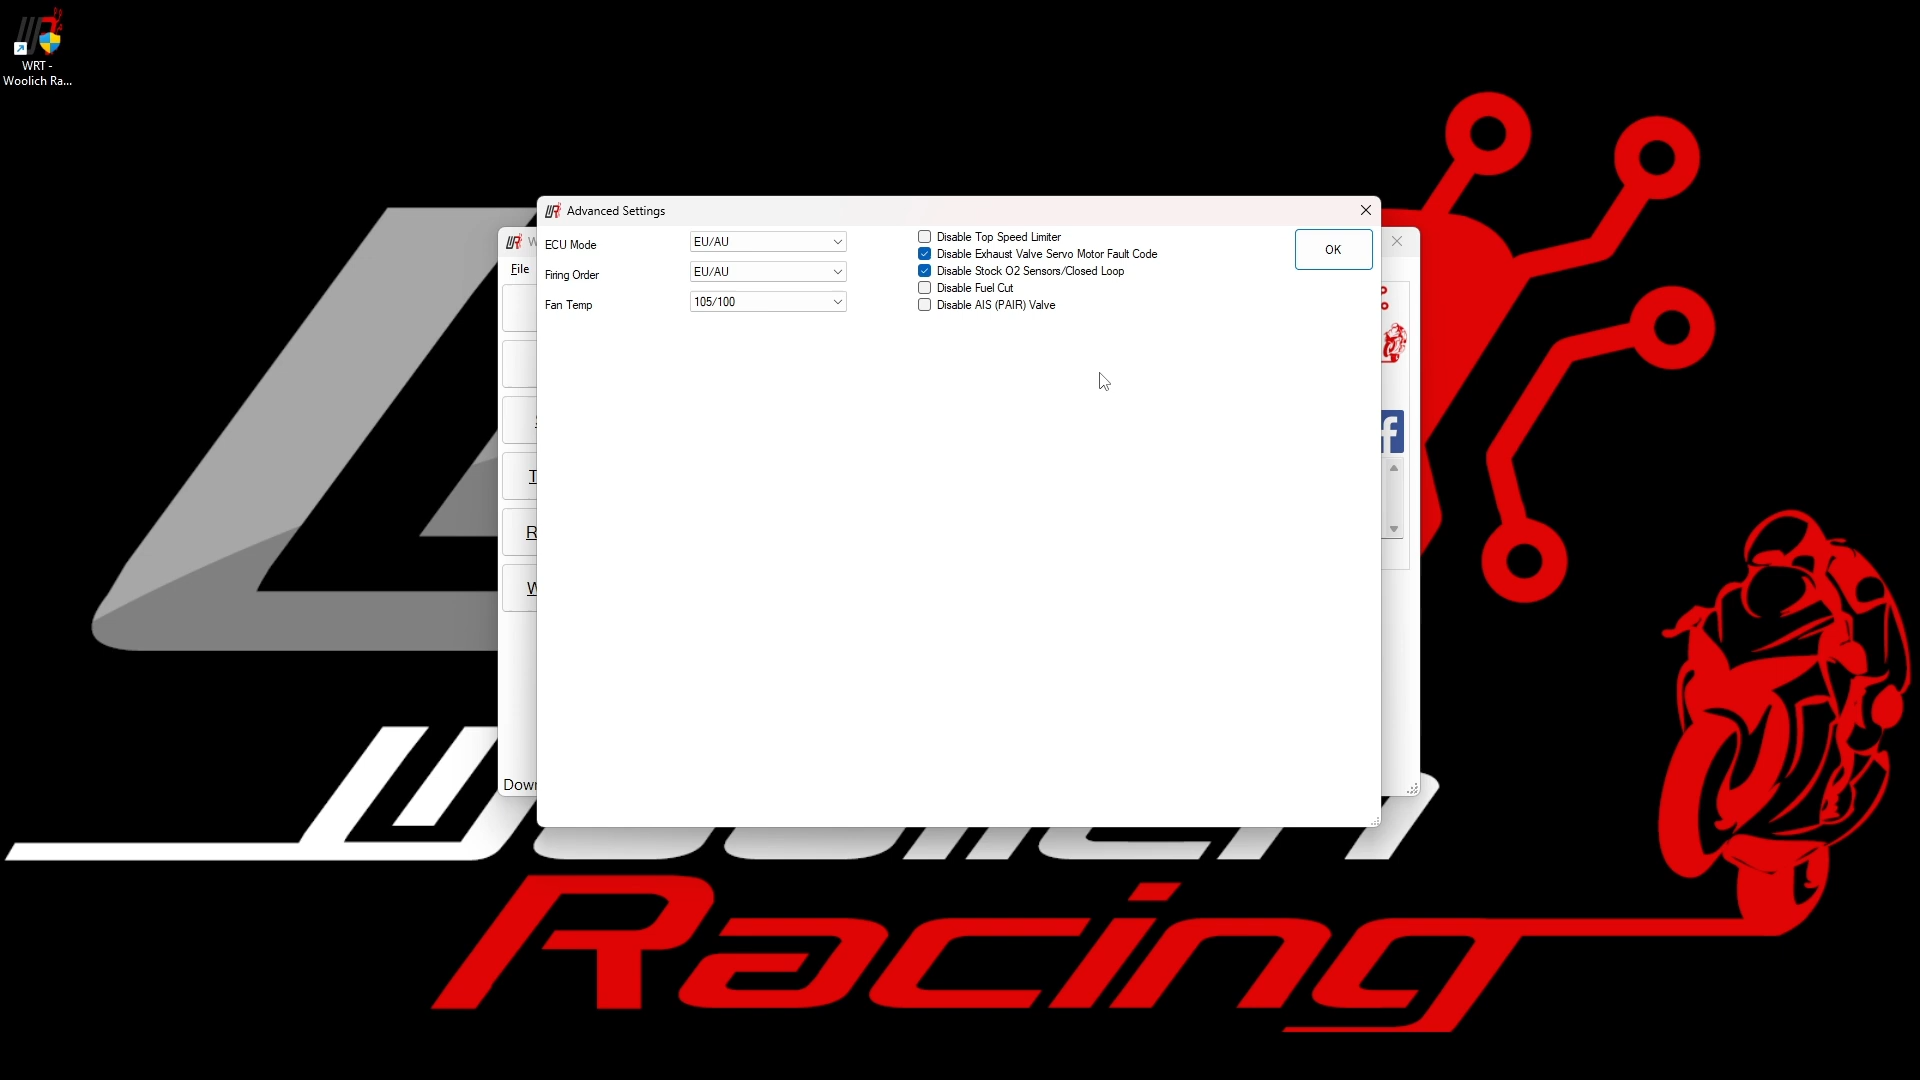 WRT -
Woolich Ra...
Advanced Settings
ECU Mode
EU/AU
Firing Order
EU/AU
Fan Temp
105/100
Disable Top Speed Limiter
Disable Exhaust Valve Servo Motor Fault Code
Disable Stock O2 Sensors/Closed Loop
Disable Fuel Cut
Disable AIS (PAIR) Valve
OK
W
File
T
R
W
Down
Racing